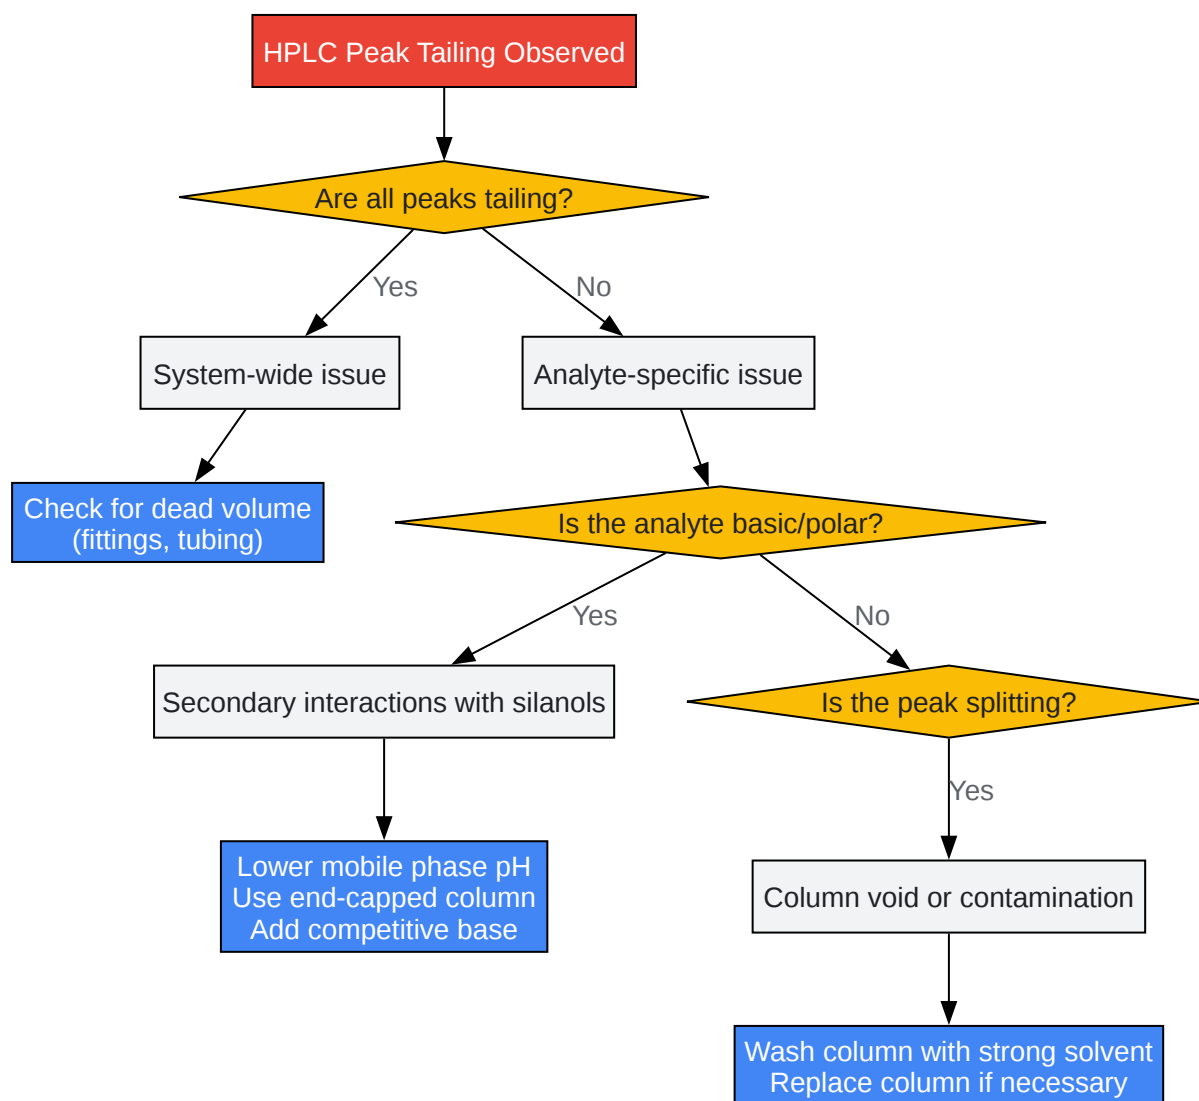 HPLC Peak Tailing Observed
Are all peaks tailing?
Yes
No
System-wide issue
Analyte-specific issue
Check for dead volume
(fittings, tubing)
Is the analyte basic/polar?
Yes
No
Secondary interactions with silanols
Is the peak splitting?
Yes
Lower mobile phase pH
Use end-capped column
Add competitive base
Column void or contamination
Wash column with strong solvent
Replace column if necessary